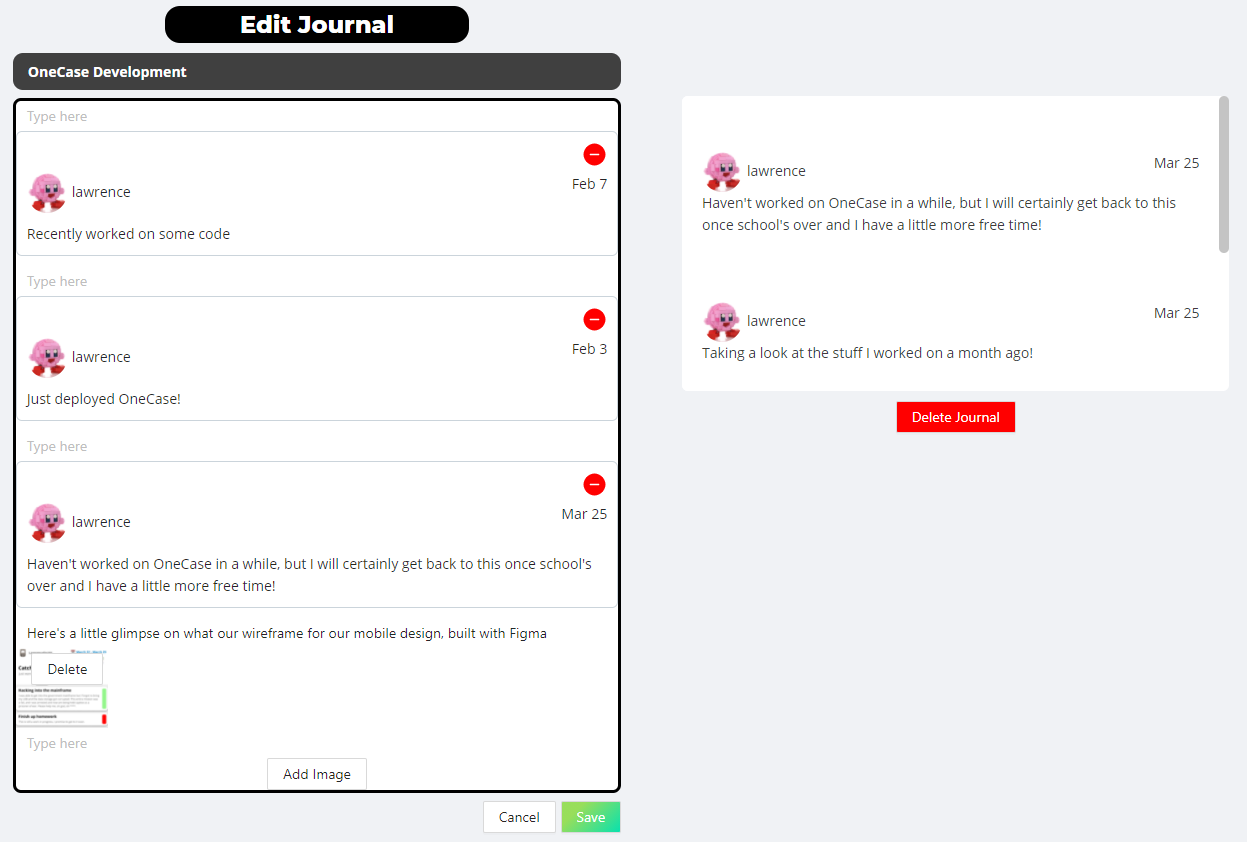 Edit Journal
OneCase Development
Type here
Feb 7
lawrence
Recently worked on some code
Type here
Feb 3
lawrence
Just deployed OneCase!
Type here
Mar 25
lawrence
Haven't worked on OneCase in a while, but I will certainly get back to this once school's
over and I have a little more free time!
Here's a little glimpse on what our wireframe for our mobile design, built with Figma
Delete
Hacking into the mainframe
Finish up homework
Type here
Add Image
Cancel
Save
Mar 25
lawrence
Haven't worked on OneCase in a while, but I will certainly get back to this
once school's over and I have a little more free time!
Mar 25
lawrence
Taking a look at the stuff I worked on a month ago!
Delete Journal